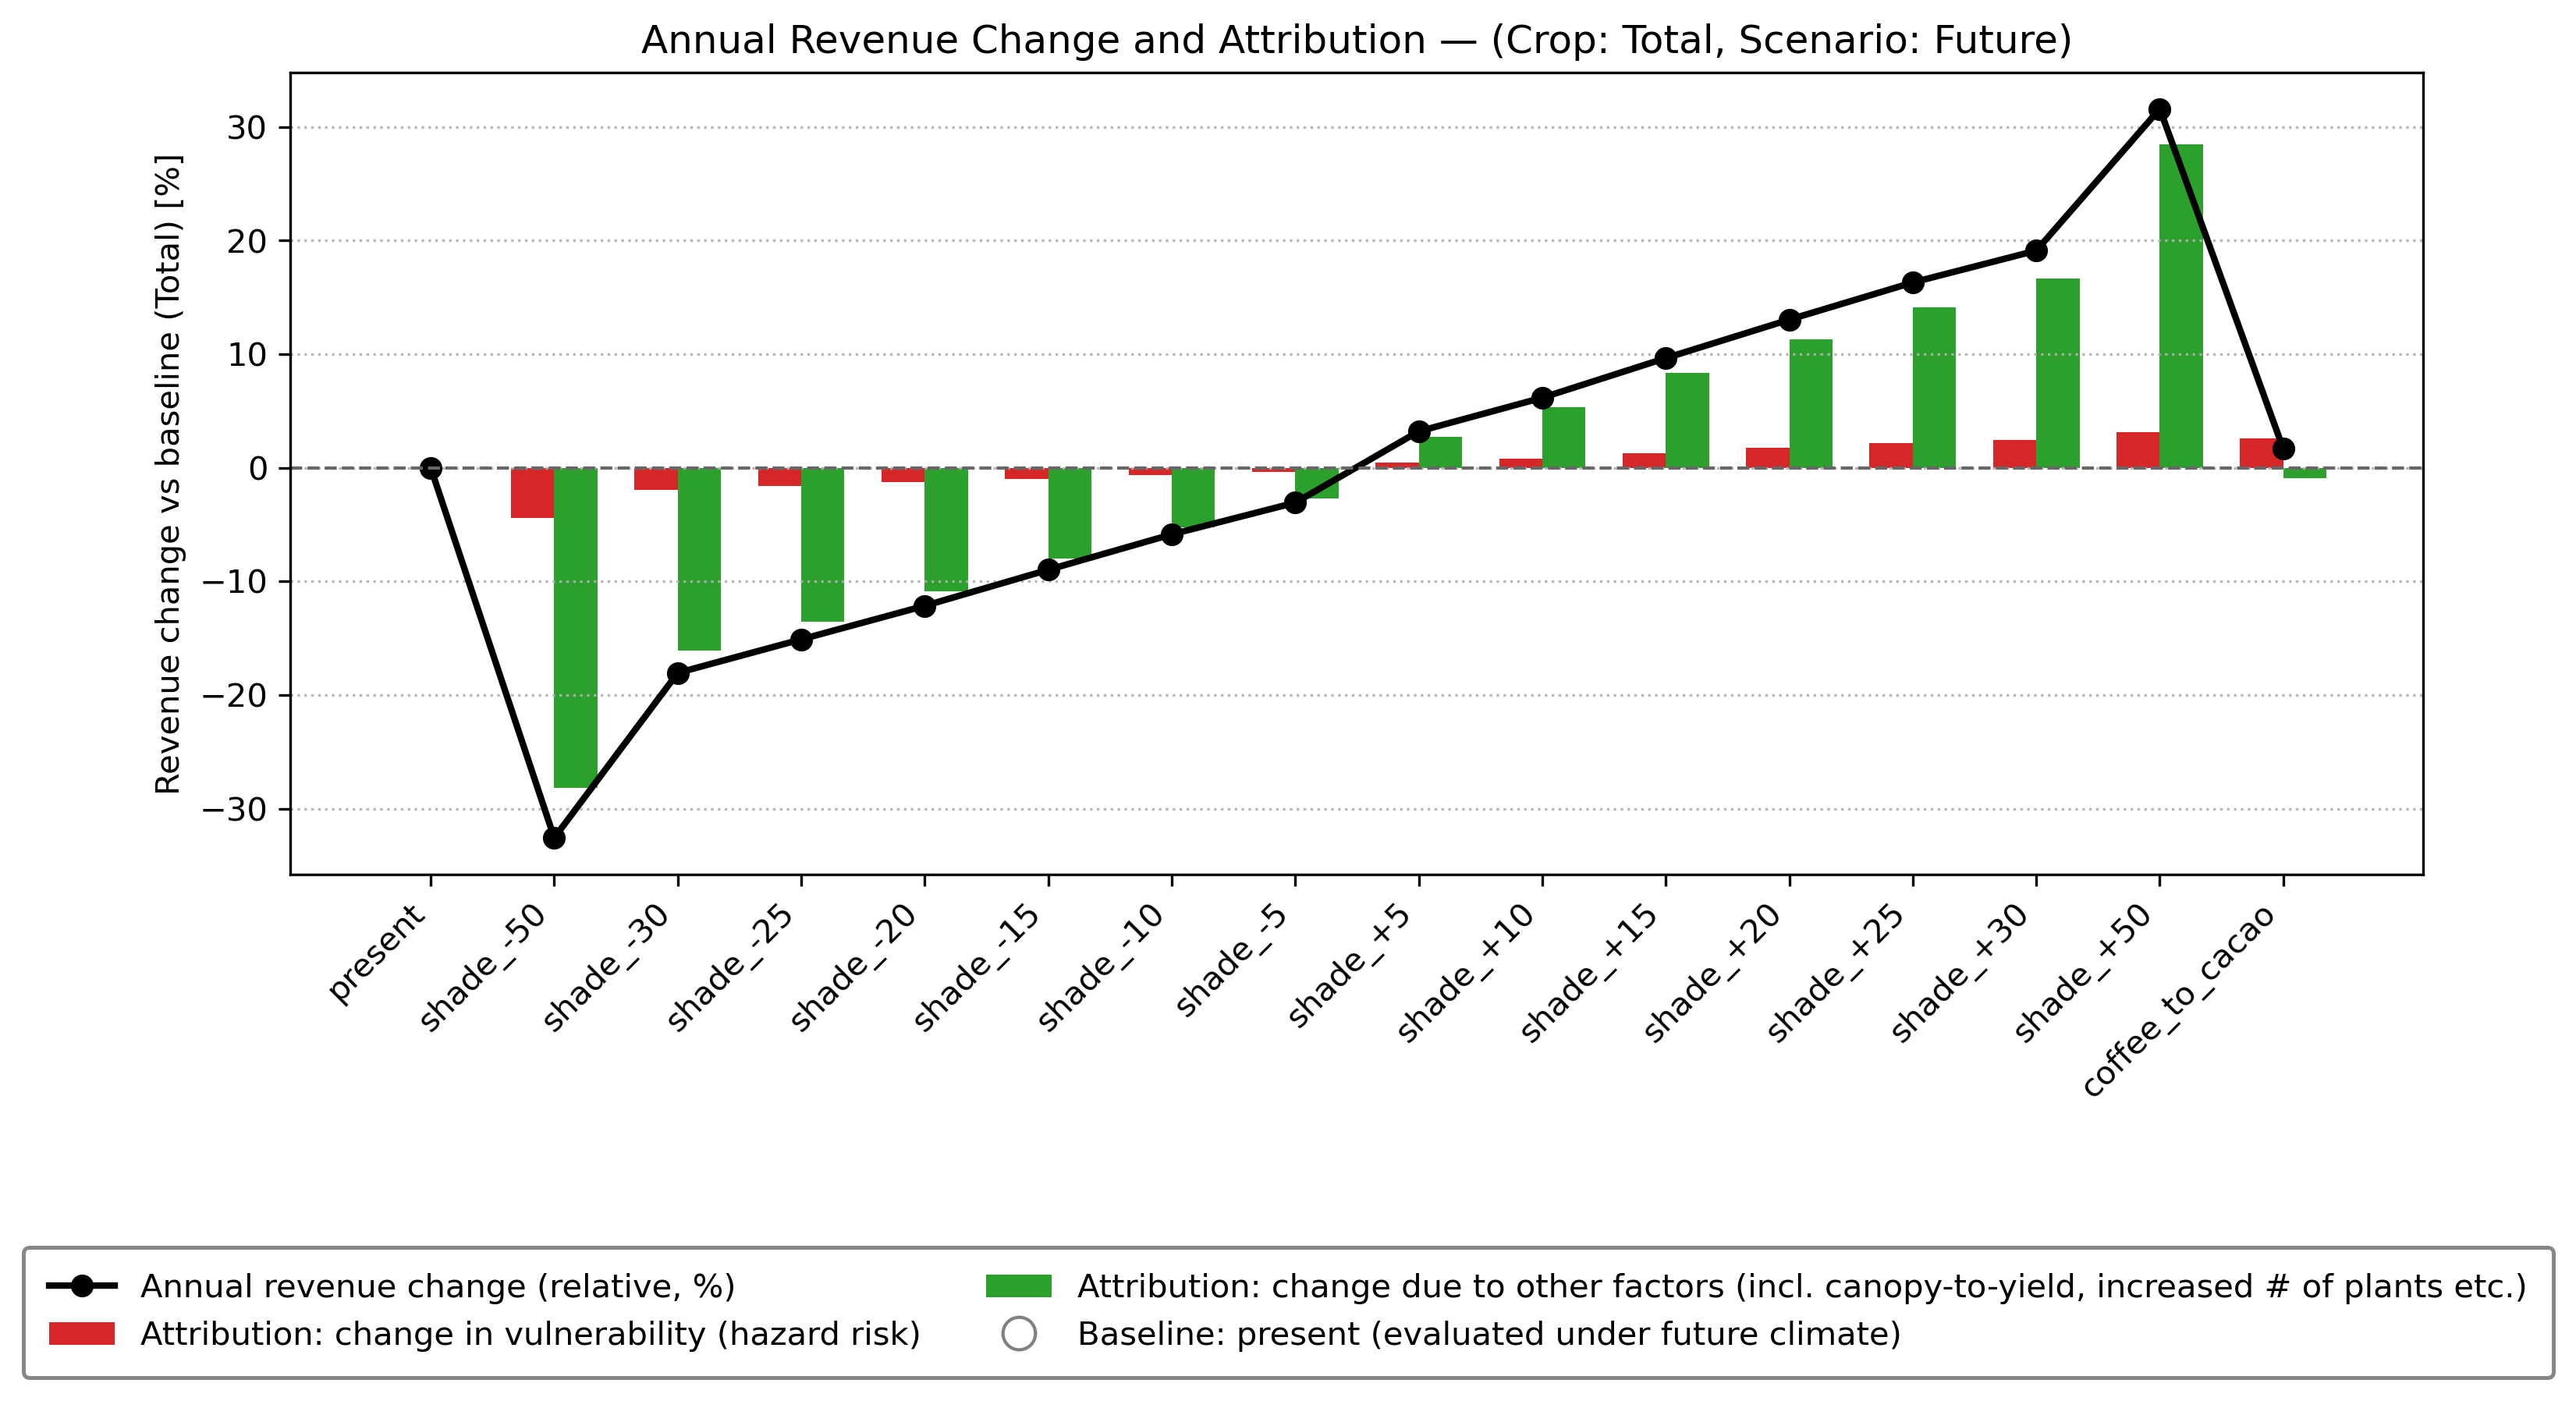 Annual Revenue Change and Attribution — (Crop: Total, Scenario: Future)
Revenue change vs baseline (Total) [%]
30
20
10
0
−10
−20
−30
present
shade_-50
shade_-30
shade_-25
shade_-20
shade_-15
shade_-10
shade_-5
shade_+5
shade_+10
shade_+15
shade_+20
shade_+25
shade_+30
shade_+50
coffee_to_cacao
Annual revenue change (relative, %)
Attribution: change in vulnerability (hazard risk)
Attribution: change due to other factors (incl. canopy-to-yield, increased # of plants etc.)
Baseline: present (evaluated under future climate)